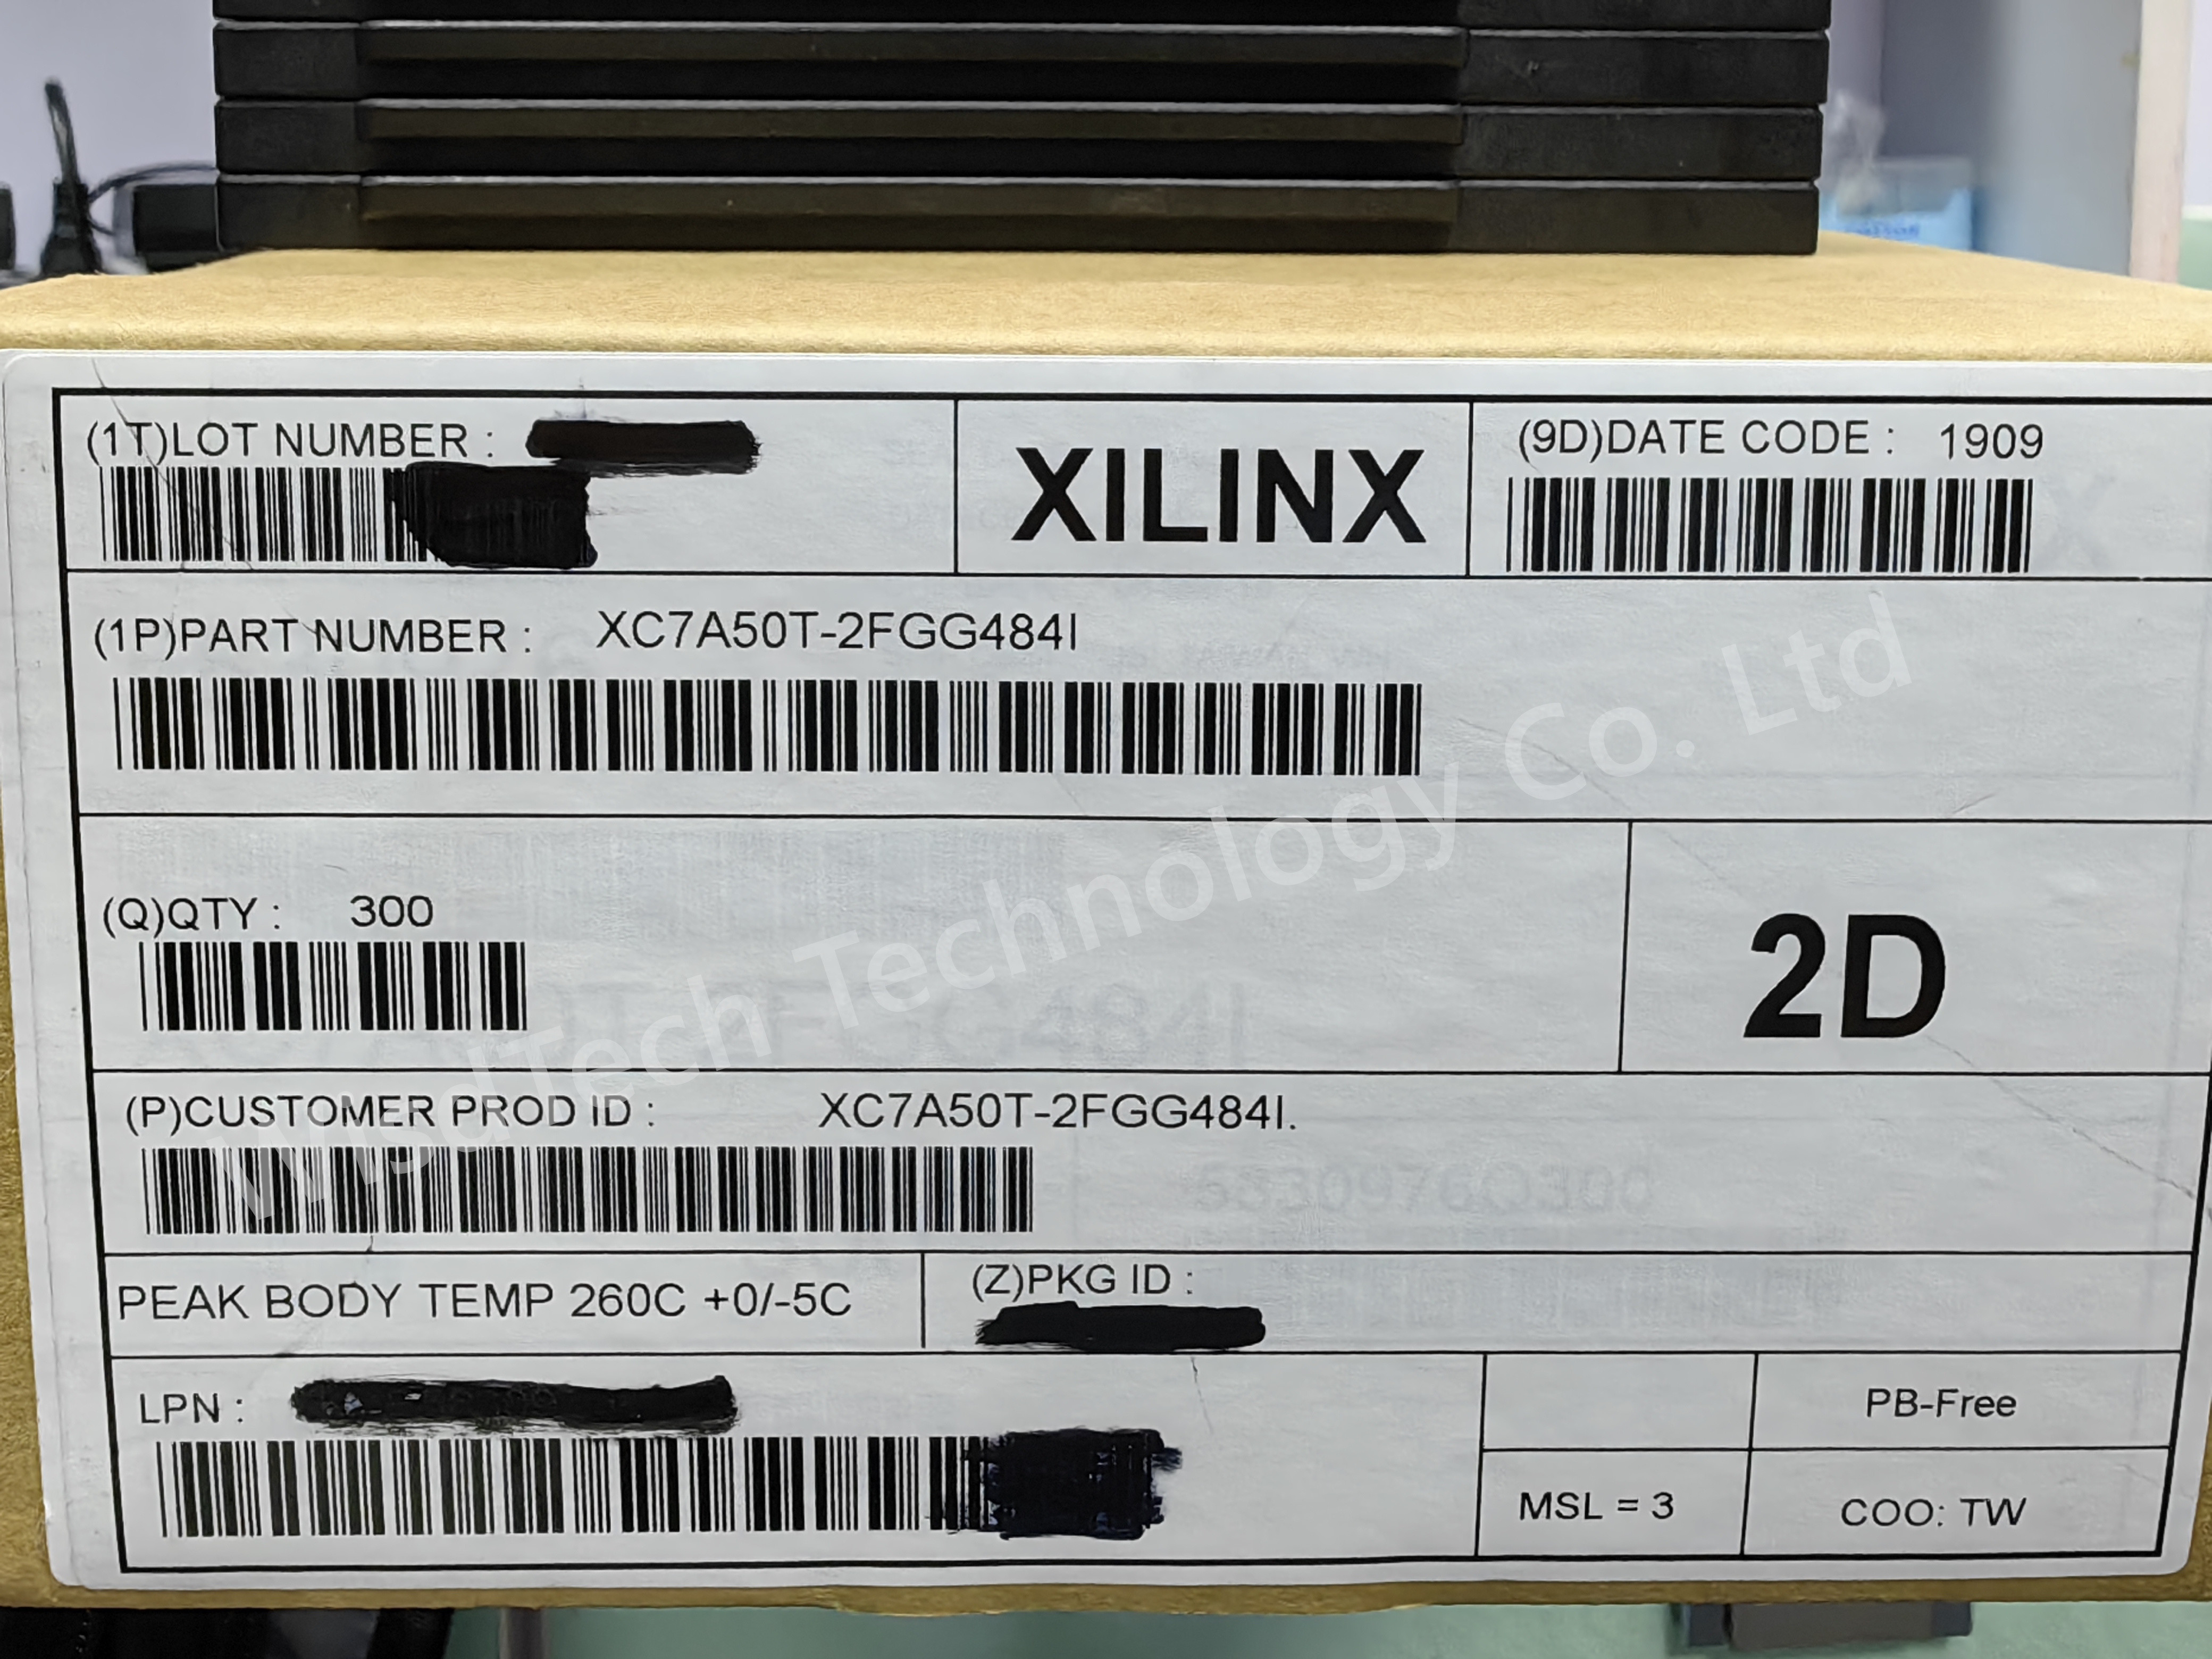 (1T)LOT NUMBER :
XILINX
(9D)DATE CODE : 1909
(1P)PART NUMBER : XC7A50T-2FGG484I
(Q)QTY : 300
2D
(P)CUSTOMER PROD ID : XC7A50T-2FGG484I.
PEAK BODY TEMP 260C +0/-5C
(Z)PKG ID :
LPN :
PB-Free
MSL = 3
COO: TW
WisdTech Technology Co. Ltd